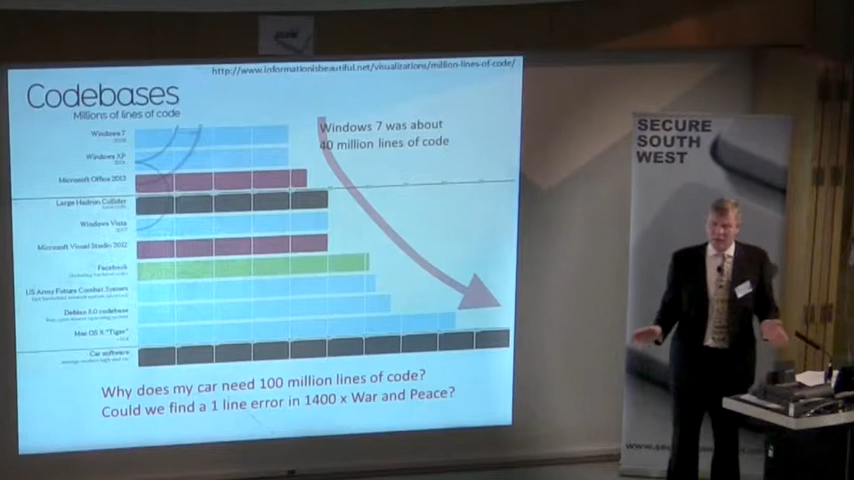 http://www.informationisbeautiful.net/visualizations/million-lines-of-code/
Codebases
Millions of lines of code
Windows 7 was about
40 million lines of code
Windows 7
Windows XP
Microsoft Office 2013
Large Hadron Collider
Windows Vista
Microsoft Visual Studio 2012
Facebook
US Army Future Combat System
Debian 5.0 codebase
Mac OS X "Tiger"
Car software
Why does my car need 100 million lines of code?
Could we find a 1 line error in 1400 x War and Peace?
SECURE
SOUTH
WEST